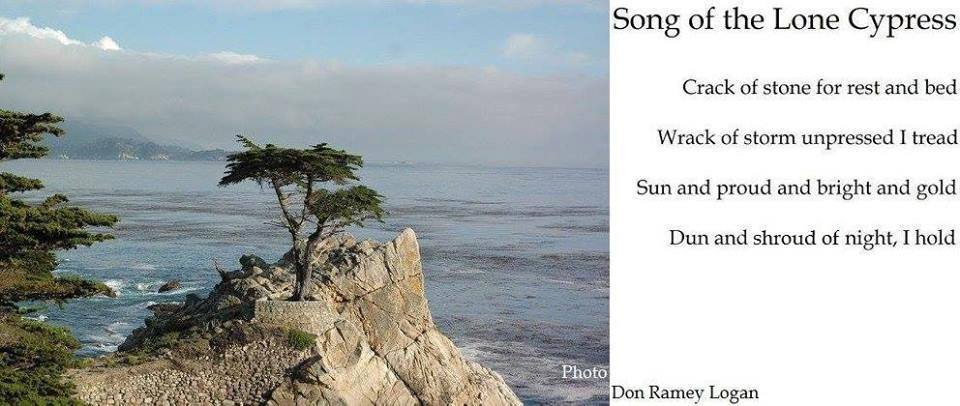 Song of the Lone Cypress
Crack of stone for rest and bed
Wrack of storm unpressed I tread
Sun and proud and bright and gold
Dun and shroud of night, I hold
Photo
Don Ramey Logan